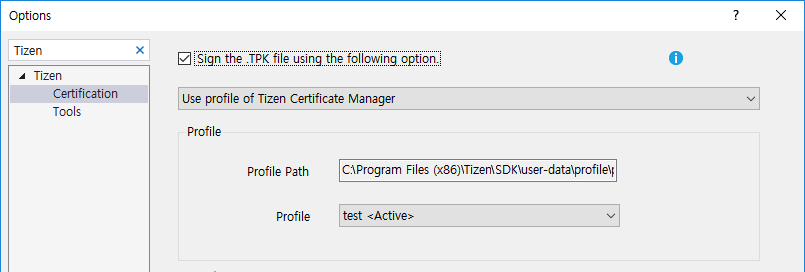 Options
Tizen
Sign the .TPK file using the following option.
Tizen
Certification
Tools
Use profile of Tizen Certificate Manager
Profile
Profile Path
C:\Program Files (x86)\Tizen\SDK\user-data\profile\p
Profile
test <Active>